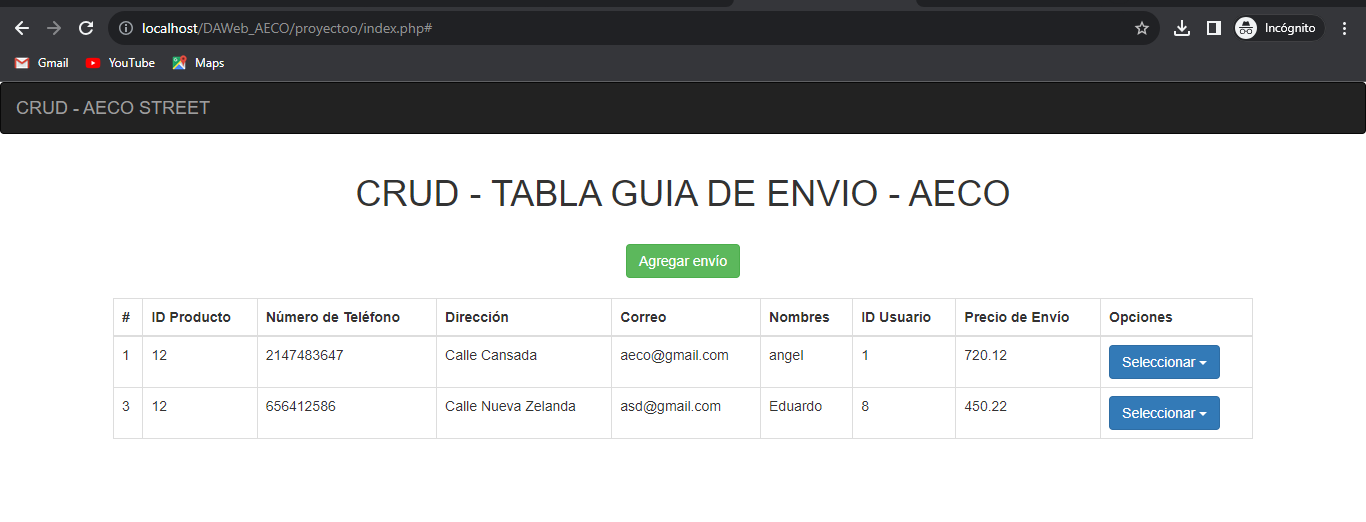 localhost/DAWeb_AECO/proyectoo/index.php#
Incógnito
Gmail YouTube Maps
CRUD - AECO STREET
CRUD - TABLA GUIA DE ENVIO - AECO
Agregar envío
# ID Producto Número de Teléfono Dirección Correo Nombres ID Usuario Precio de Envío Opciones
1 12 2147483647 Calle Cansada aeco@gmail.com angel 1 720.12 Seleccionar
3 12 656412586 Calle Nueva Zelanda asd@gmail.com Eduardo 8 450.22 Seleccionar